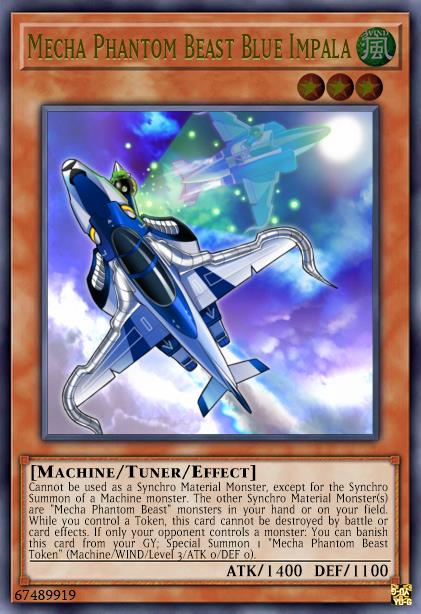 MECHA PHANTOM BEAST BLUE IMPALA
WIND
風
[MACHINE/TUNER/EFFECT]
Cannot be used as a Synchro Material Monster, except for the Synchro
Summon of a Machine monster. The other Synchro Material Monster(s)
are "Mecha Phantom Beast" monsters in your hand or on your field.
While you control a Token, this card cannot be destroyed by battle or
card effects. If only your opponent controls a monster: You can banish
this card from your GY; Special Summon 1 "Mecha Phantom Beast
Token" (Machine/WIND/Level 3/ATK 0/DEF 0).
ATK/1400 DEF/1100
67489919